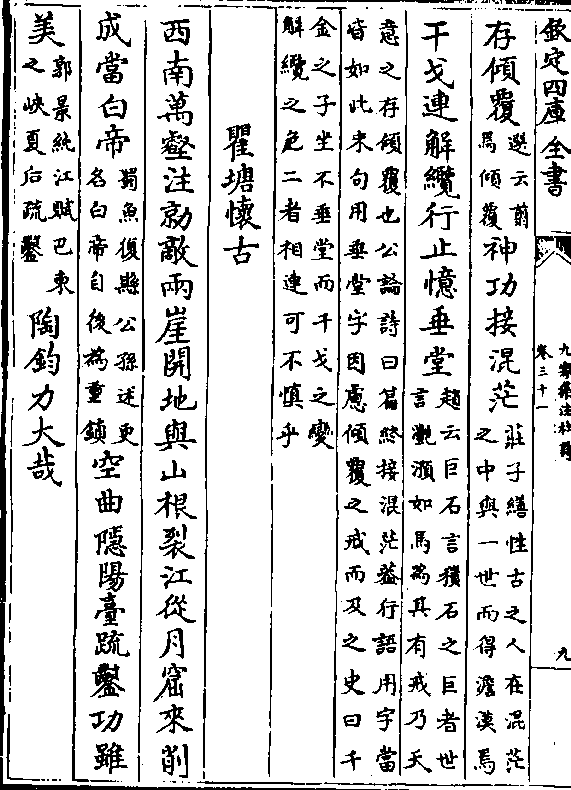 欽定四庫全書
九家集注杜詩
卷三十一
九
存傾覆選云前馬傾覆神功接混茫莊子繕性古之人在混茫之中與一世而得澹漠焉
干戈連解纜行止憶垂堂趙云巨石言積石之巨者世言灔澦如馬為其有戒乃天
意之存傾覆也公論詩曰篇終接混茫葢行語用字當皆如此末句用垂堂字因慮傾覆之戒而及之史曰千
金之子坐不垂堂而干戈之變解纜之危二者相連可不慎乎
瞿塘懷古
西南萬壑注勍敵兩崖開地與山根裂江從月窟來削
成當白帝蜀魚復縣公孫述更名白帝自後為重鎮空曲隱陽臺疏鑿功雖
美郭景純江賦巴東之峽夏后疏鑿陶鈞力大哉